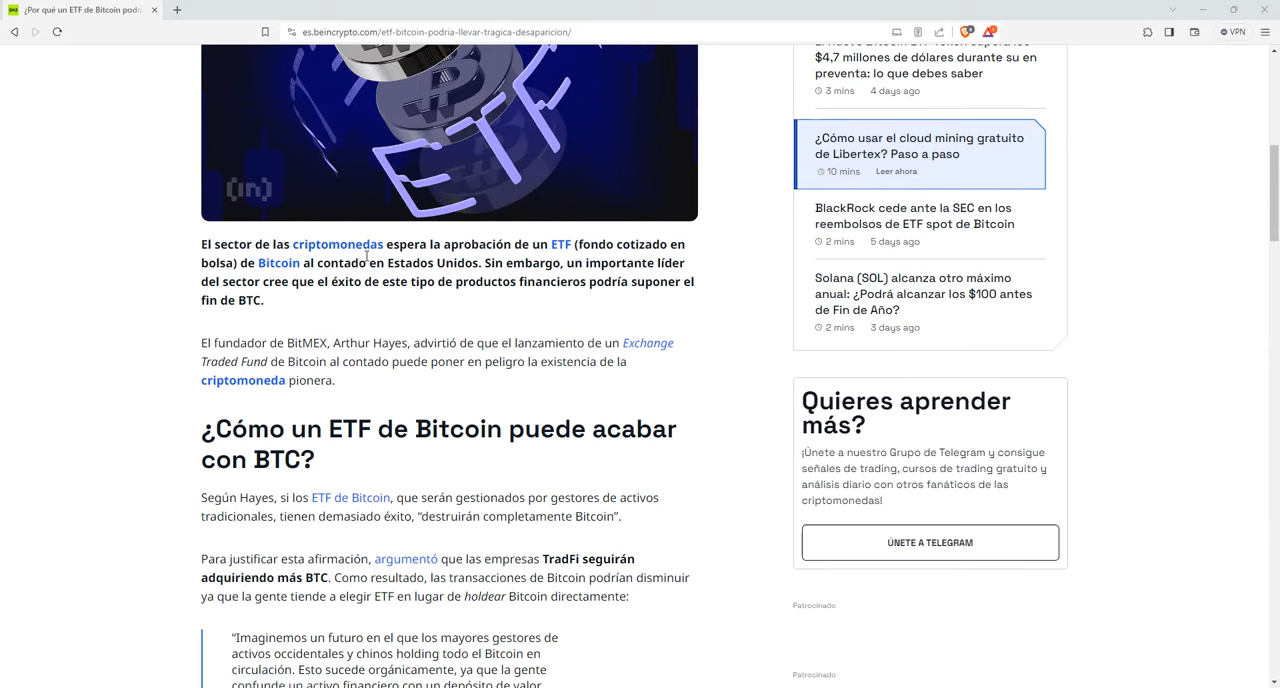 ¿Por qué un ETF de Bitcoin podrí
es.beincrypto.com/etf-bitcoin-podria-llevar-tragica-desaparicion/
VPN
ETF
El sector de las criptomonedas espera la aprobación de un ETF (fondo cotizado en
bolsa) de Bitcoin al contado en Estados Unidos. Sin embargo, un importante líder
del sector cree que el éxito de este tipo de productos financieros podría suponer el
fin de BTC.
El fundador de BitMEX, Arthur Hayes, advirtió de que el lanzamiento de un Exchange
Traded Fund de Bitcoin al contado puede poner en peligro la existencia de la
criptomoneda pionera.
¿Cómo un ETF de Bitcoin puede acabar
con BTC?
Según Hayes, si los ETF de Bitcoin, que serán gestionados por gestores de activos
tradicionales, tienen demasiado éxito, “destruirán completamente Bitcoin”.
Para justificar esta afirmación, argumentó que las empresas TradFi seguirán
adquiriendo más BTC. Como resultado, las transacciones de Bitcoin podrían disminuir
ya que la gente tiende a elegir ETF en lugar de holdear Bitcoin directamente:
“Imaginemos un futuro en el que los mayores gestores de
activos occidentales y chinos holding todo el Bitcoin en
circulación. Esto sucede orgánicamente, ya que la gente
confunde un activo financiero con un depósito de valor.
$4,7 millones de dólares durante su en
preventa: lo que debes saber
3 mins 4 days ago
¿Cómo usar el cloud mining gratuito
de Libertex? Paso a paso
10 mins Leer ahora
BlackRock cede ante la SEC en los
reembolsos de ETF spot de Bitcoin
2 mins 5 days ago
Solana (SOL) alcanza otro máximo
anual: ¿Podrá alcanzar los $100 antes
de Fin de Año?
2 mins 3 days ago
Quieres aprender
más?
¡Únete a nuestro Grupo de Telegram y consigue
señales de trading, cursos de trading gratuito y
análisis diario con otros fanáticos de las
criptomonedas!
ÚNETE A TELEGRAM
Patrocinado
Patrocinado